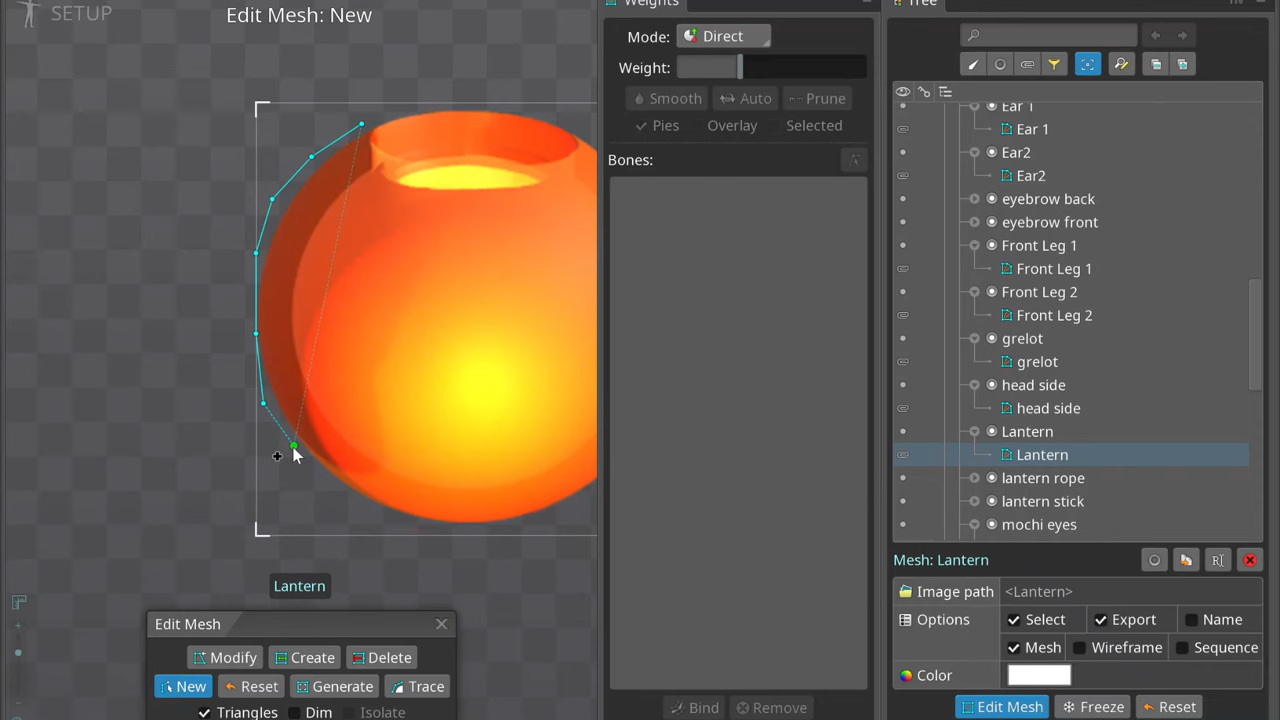 SETUP
Edit Mesh: New
Lantern
Edit Mesh
Modify Create Delete
New Reset Generate Trace
Triangles Dim Isolate
Weights
Mode: Direct
Weight:
Smooth Auto Prune
Pies Overlay Selected
Bones:
Bind Remove
Tree
Ear 1
Ear 1
Ear2
Ear2
eyebrow back
eyebrow front
Front Leg 1
Front Leg 1
Front Leg 2
Front Leg 2
grelot
grelot
head side
head side
Lantern
Lantern
lantern rope
lantern stick
mochi eyes
Mesh: Lantern
Image path <Lantern>
Options Select Export Name
Mesh Wireframe Sequence
Color
Edit Mesh Freeze Reset